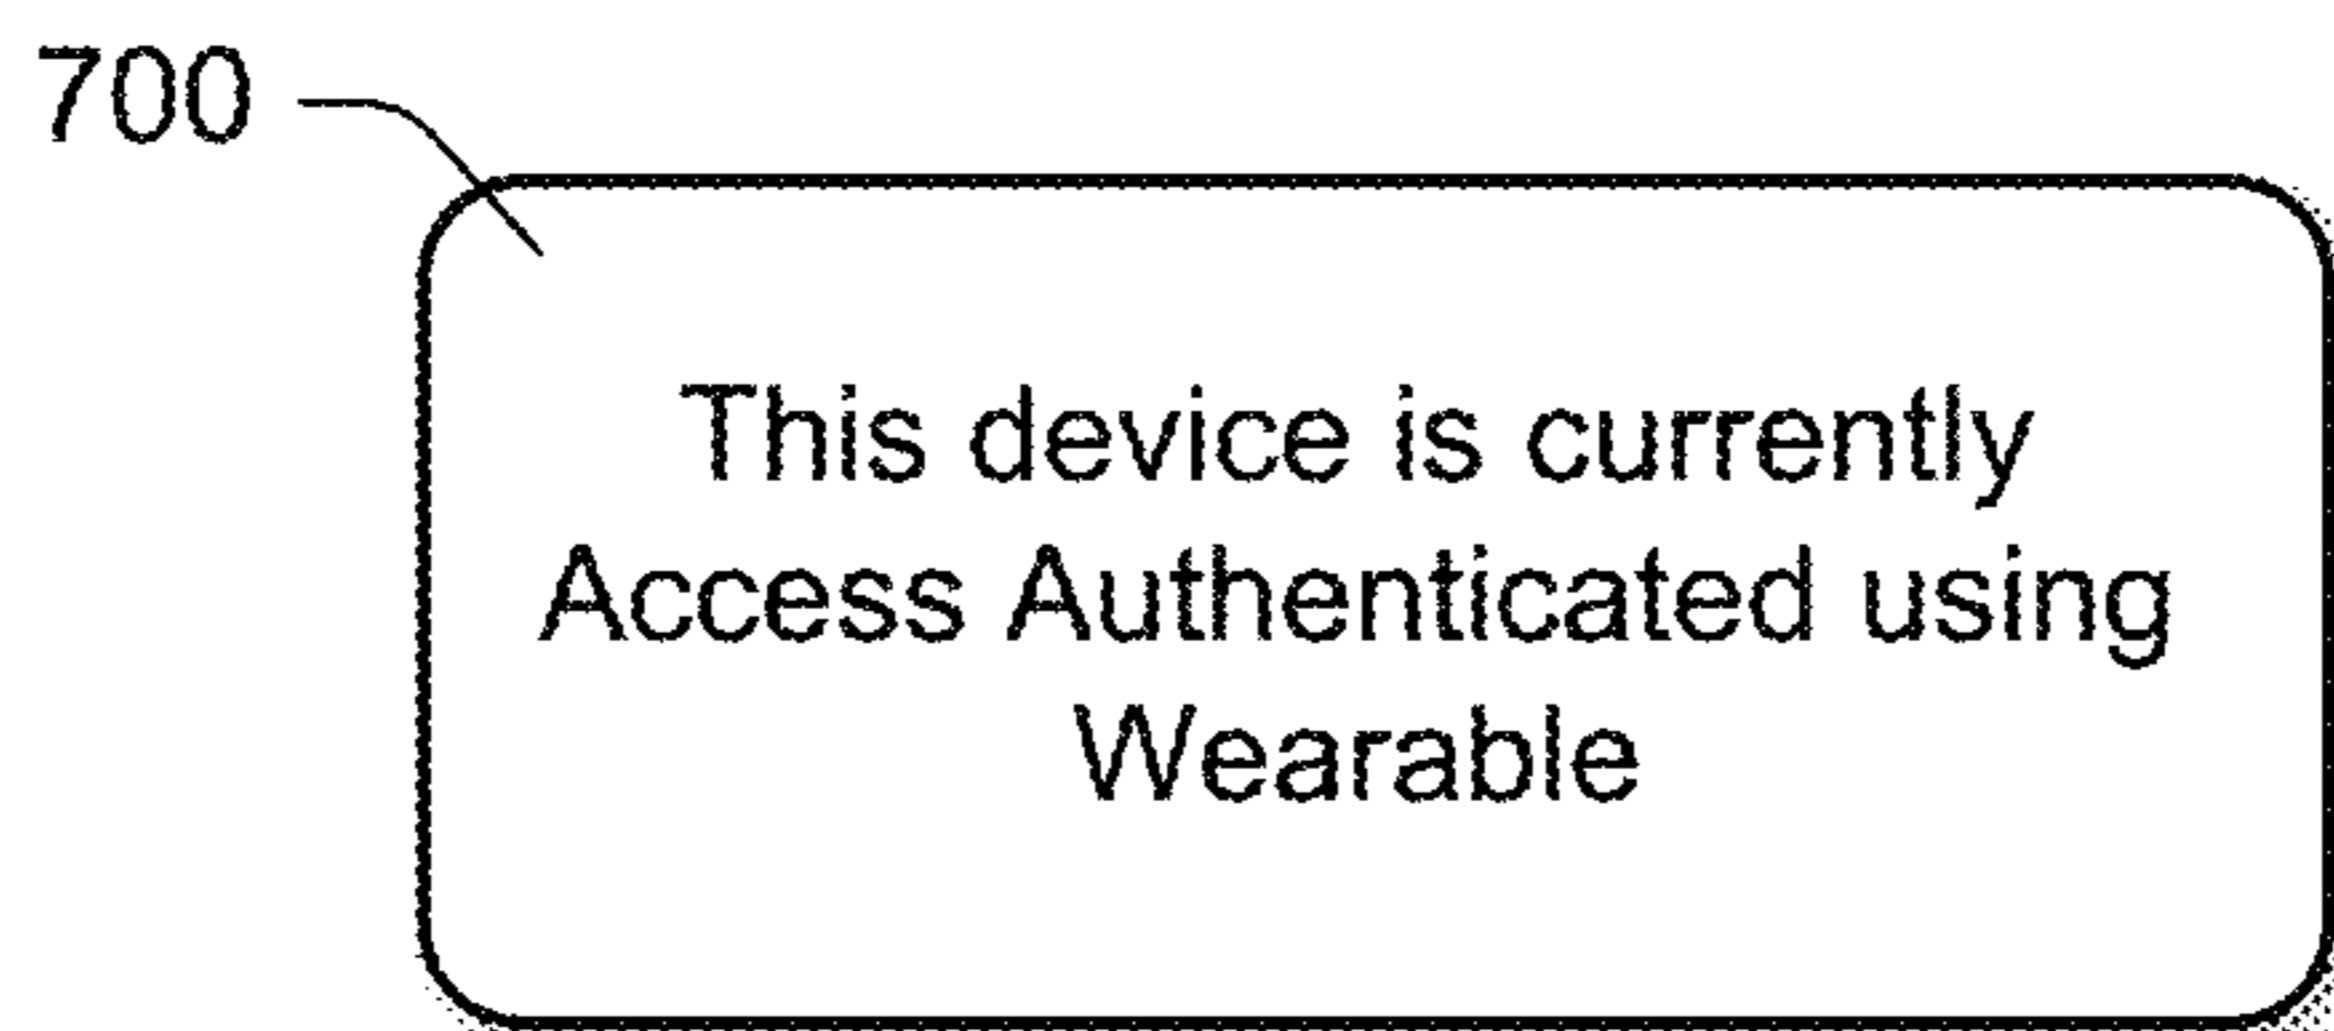 700
This device is currently
Access Authenticated using
Wearable